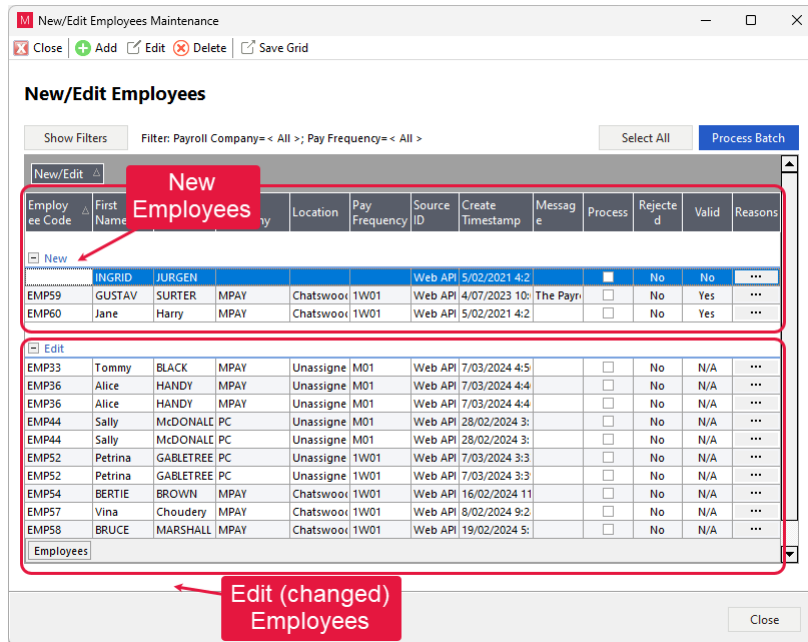 New/Edit Employees Maintenance
Close Add Edit Delete Save Grid
New/Edit Employees
Show Filters Filter: Payroll Company=< All >; Pay Frequency=< All > Select All Process Batch
New/Edit
New
Employees
Employ
ee Code First
Name Location Pay
Frequency Source
ID Create
Timestamp Messag
e Process Rejecte
d Valid Reasons
New
INGRID JURGEN Web API 5/02/2021 4:2 No No ...
EMP59 GUSTAV SURTER MPAY Chatswood 1W01 Web API 4/07/2023 10: The Payr No Yes ...
EMP60 Jane Harry MPAY Chatswood 1W01 Web API 5/02/2021 4:2 No Yes ...
Edit
EMP33 Tommy BLACK MPAY Unassigne M01 Web API 7/03/2024 4:5 No N/A ...
EMP36 Alice HANDY MPAY Unassigne M01 Web API 7/03/2024 4:4 No N/A ...
EMP36 Alice HANDY MPAY Unassigne M01 Web API 7/03/2024 4:4 No N/A ...
EMP44 Sally McDONALD PC Unassigne M01 Web API 28/02/2024 3: No N/A ...
EMP44 Sally McDONALD PC Unassigne M01 Web API 28/02/2024 3: No N/A ...
EMP52 Petrina GABLETREE PC Unassigne 1W01 Web API 7/03/2024 3:3 No N/A ...
EMP52 Petrina GABLETREE PC Unassigne 1W01 Web API 7/03/2024 3:3 No N/A ...
EMP54 BERTIE BROWN MPAY Chatswood 1W01 Web API 16/02/2024 11 No N/A ...
EMP57 Vina Choudery MPAY Chatswood 1W01 Web API 8/02/2024 9:2 No N/A ...
EMP58 BRUCE MARSHALL MPAY Chatswood 1W01 Web API 19/02/2024 5: No N/A ...
Employees
Edit (changed)
Employees
Close